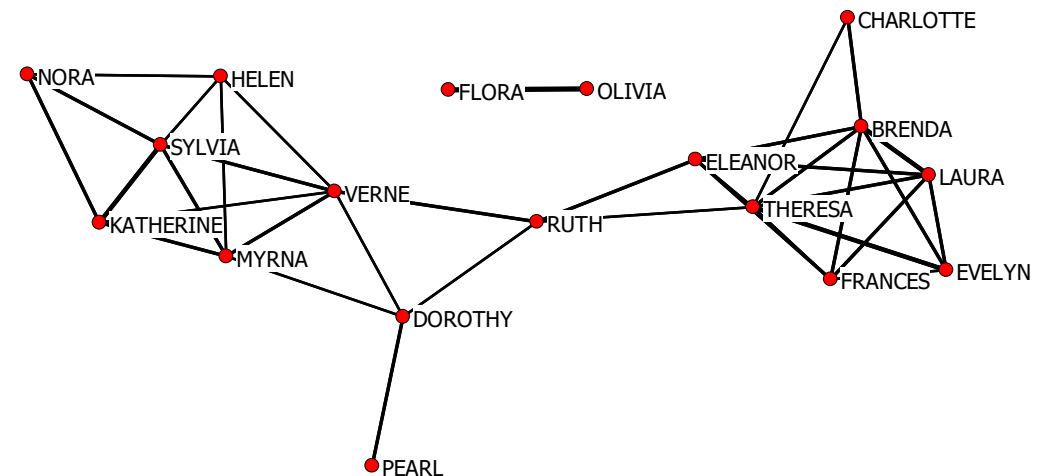 CHARLOTTE
NORA
HELEN
FLORA
OLIVIA
BRENDA
SYLVIA
ELEANOR
LAURA
VERNE
THERESA
KATHERINE
RUTH
MYRNA
EVELYN
FRANCES
DOROTHY
PEARL